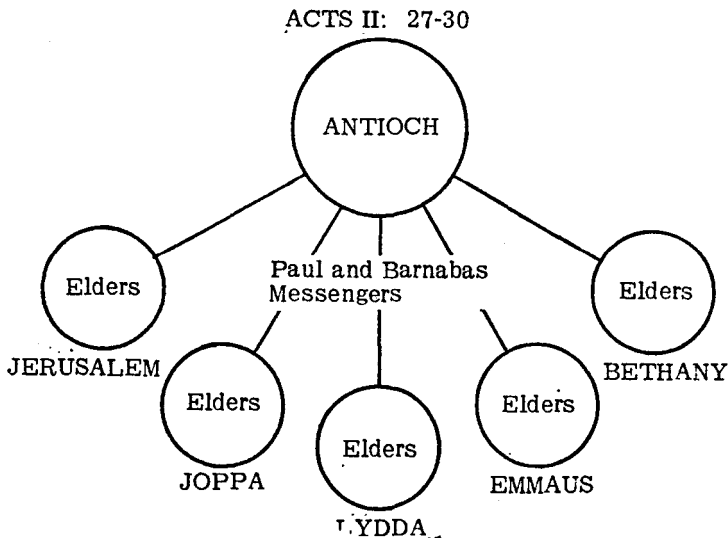 ACTS II: 27-30
ANTIOCH
Paul and Barnabas
Messengers
Elders
JERUSALEM
Elders
JOPPA
Elders
LYDDA
Elders
EMMAUS
Elders
BETHANY